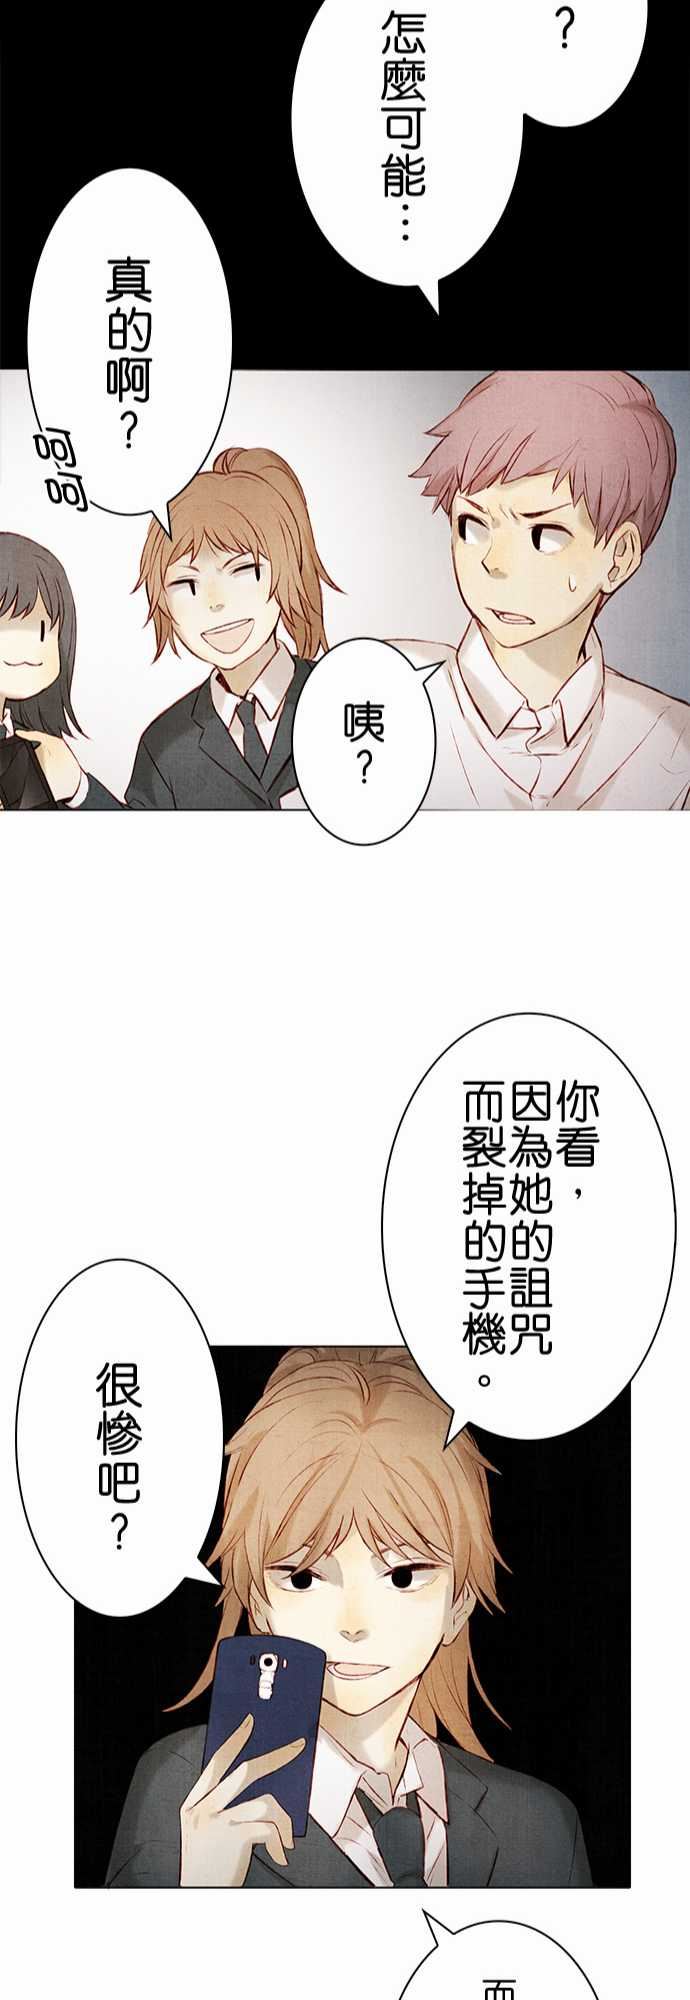 ？
怎麼可能…
真的啊？
呵呵
咦？
你看，
因為她的詛咒
而裂掉的手機。
很慘吧？
而